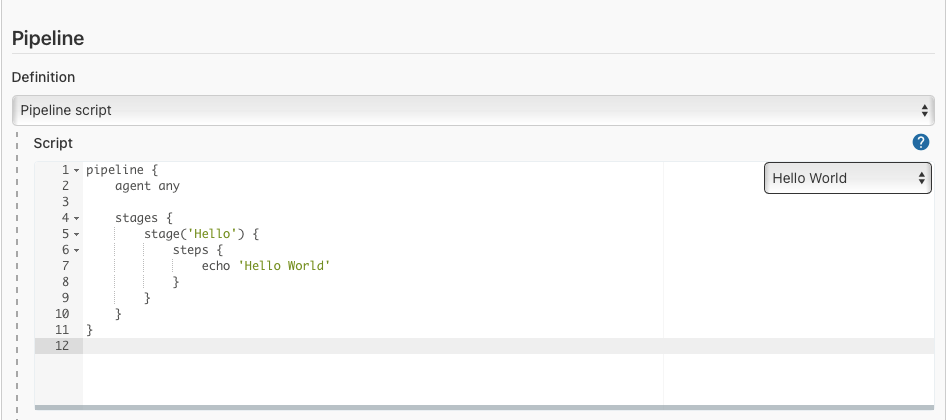 Pipeline
Definition
Pipeline script
Script
?
Hello World
1 pipeline {
2     agent any
3
4     stages {
5         stage('Hello') {
6             steps {
7                 echo 'Hello World'
8             }
9         }
10     }
11 }
12